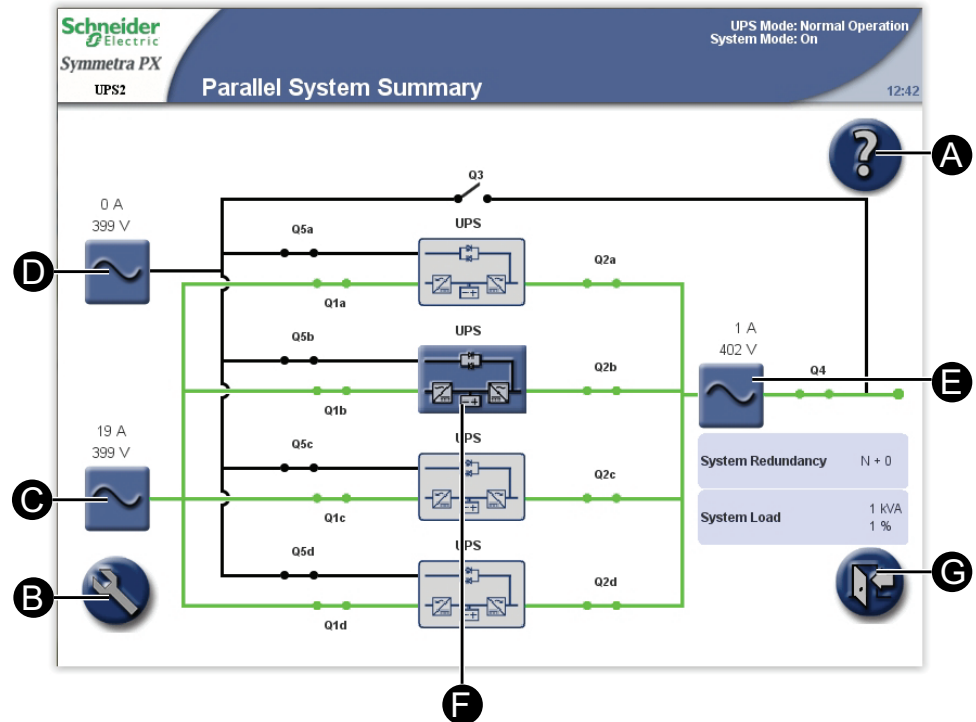 Schneider
Electric
Symmetra PX
UPS2
Parallel System Summary
UPS Mode: Normal Operation
System Mode: On
12:42
A
Q3
0 A
399 V
D
Q5a
UPS
Q2a
Q1a
Q5b
UPS
Q2b
Q1b
1 A
402 V
Q4
E
F
19 A
399 V
C
Q5c
UPS
Q2c
Q1c
System Redundancy N + 0
System Load 1 kVA
1 %
B
Q5d
UPS
Q2d
Q1d
G